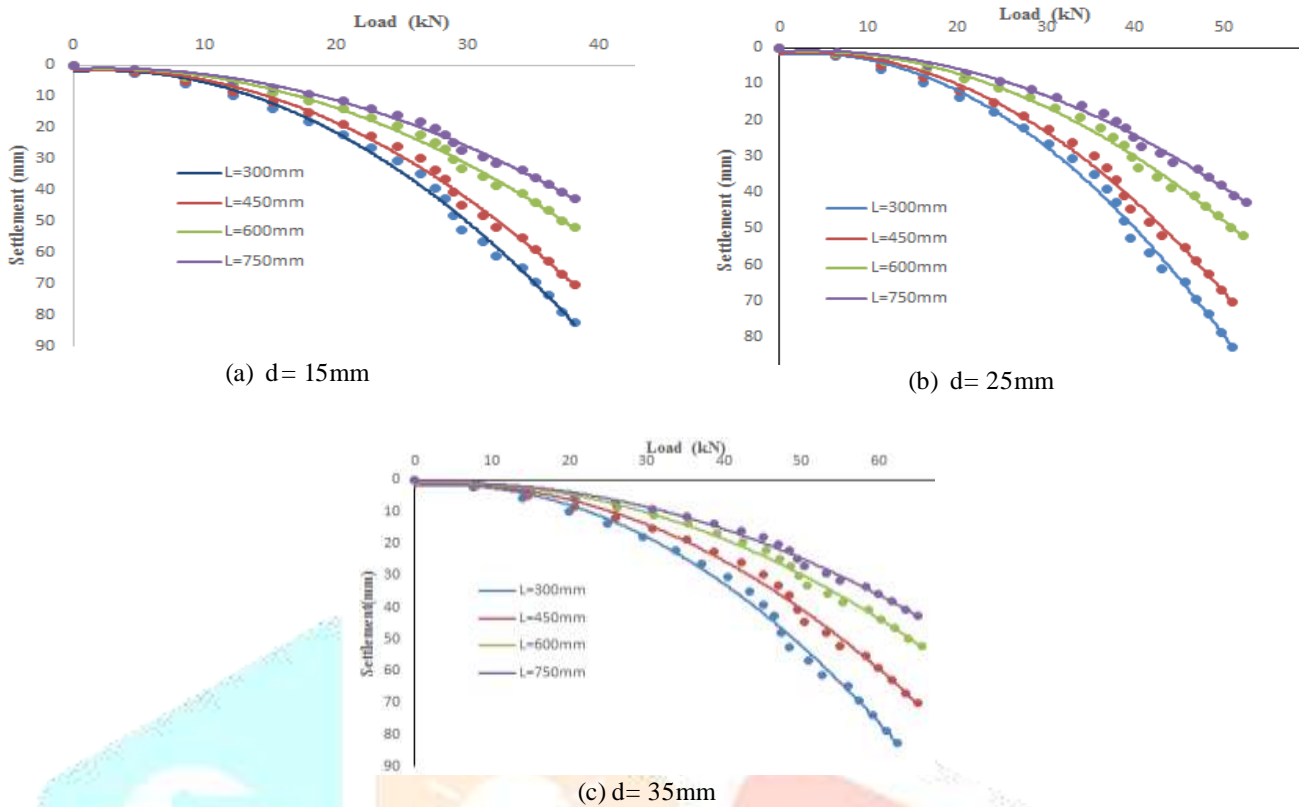 Load (kN)
0 10 20 30 40
0
10
20
30
40
50
60
70
80
90
Settlement (mm)
L=300mm
L=450mm
L=600mm
L=750mm
(a) d= 15mm
Load (kN)
0 10 20 30 40 50
0
10
20
30
40
50
60
70
80
Settlement (mm)
L=300mm
L=450mm
L=600mm
L=750mm
(b) d= 25mm
Load (kN)
0 10 20 30 40 50 60
0
10
20
30
40
50
60
70
80
90
Settlement(mm)
L=300mm
L=450mm
L=600mm
L=750mm
(c) d= 35mm